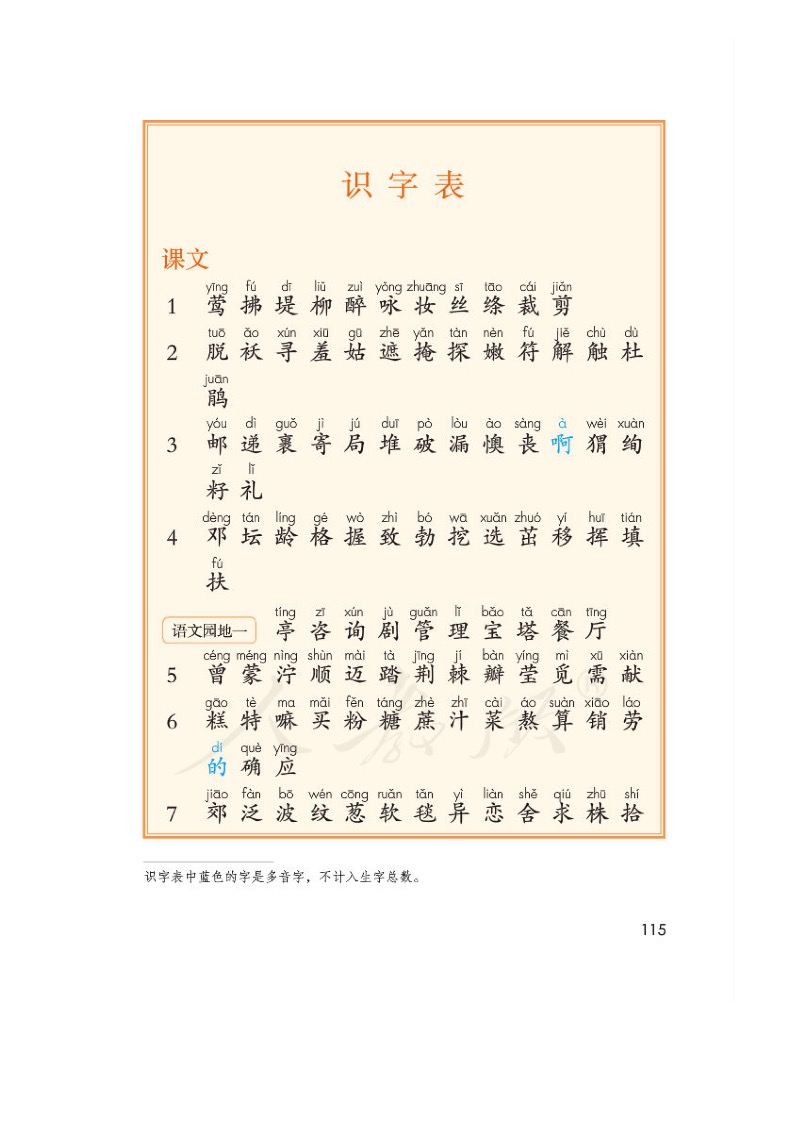 识字表
课文
yīng fú dī liǔ zuì yǒng zhuāng sī tāo cái jiǎn
1 莺 拂 堤 柳 醉 咏 妆 丝 绦 裁 剪
tuō ǎo xún xiū gū zhē yǎn tàn nèn fú jiě chù dù
2 脱 袄 寻 羞 姑 遮 掩 探 嫩 符 解 触 杜
juān
鹃
yóu dì guǒ jì jú duī pò lòu ào sàng à wèi xuàn
3 邮 递 裹 寄 局 堆 破 漏 懊 丧 啊 猬 绚
zǐ lǐ
籽 礼
dèng tán líng gé wò zhì bó wā xuǎn zhuó yí huī tián
4 邓 坛 龄 格 握 致 勃 挖 选 茁 移 挥 填
fú
扶
tíng zī xún jù guǎn lǐ bǎo tǎ cān tīng
语文园地一 亭 咨 询 剧 管 理 宝 塔 餐 厅
céng méng nìng shùn mài tà jīng jí bàn yíng mì xū xiàn
5 曾 蒙 泞 顺 迈 踏 荆 棘 瓣 莹 觅 需 献
gāo tè ma mǎi fěn táng zhè zhī cài áo suàn xiāo láo
6 糕 特 嘛 买 粉 糖 蔗 汁 菜 熬 算 销 劳
dí què yīng
的 确 应
jiāo fàn bō wén cōng ruǎn tǎn yì liàn shě qiú zhū shí
7 郊 泛 波 纹 葱 软 毯 异 恋 舍 求 株 拾
人教版®
识字表中蓝色的字是多音字，不计入生字总数。
115